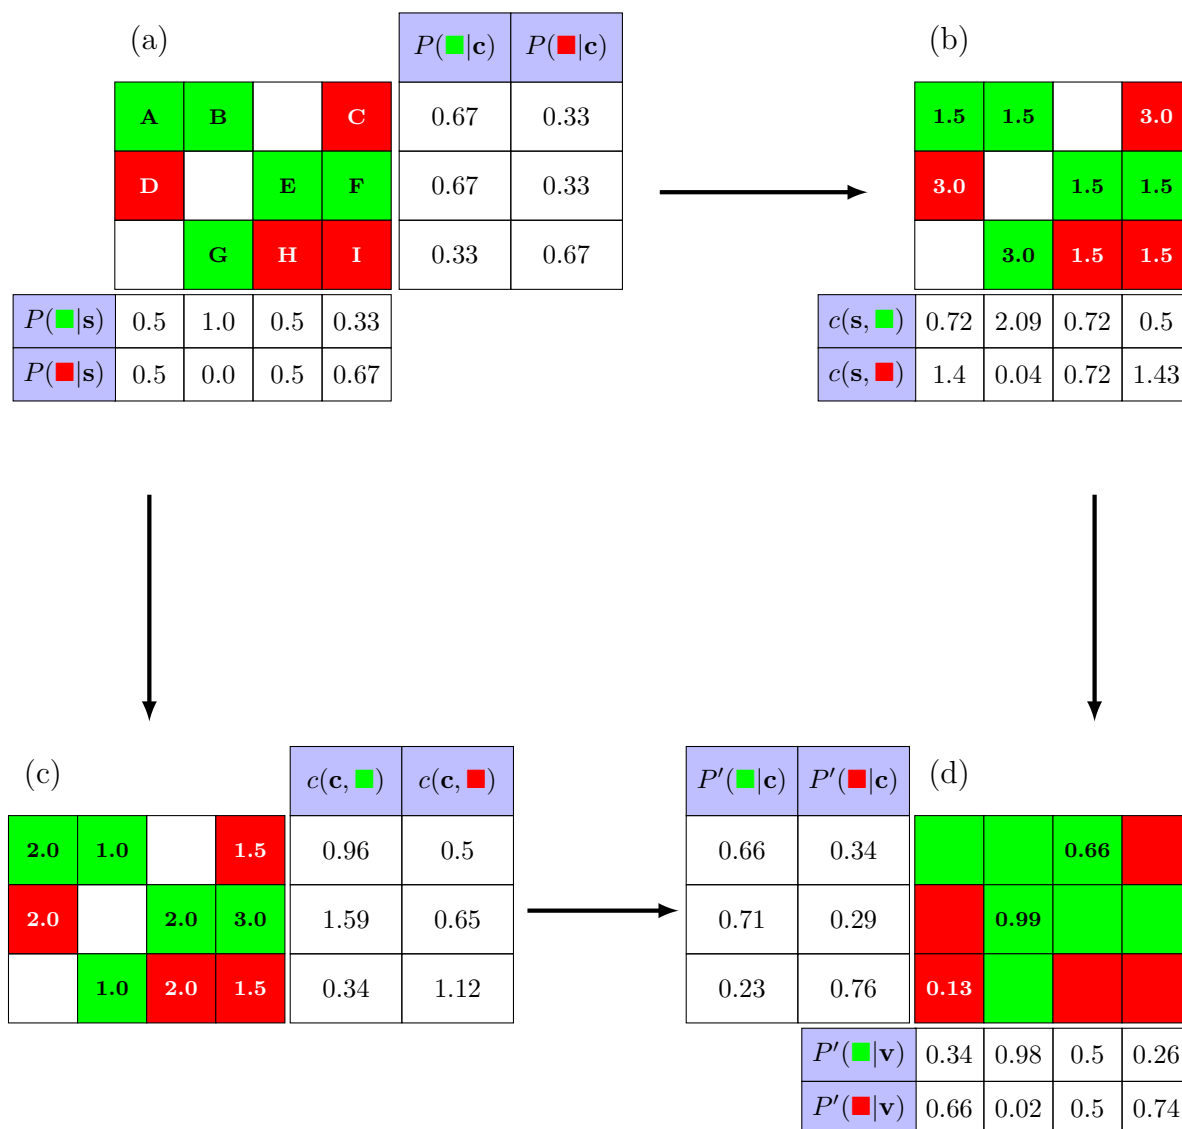 (a)
P(■|c) P(■|c)
A B C 0.67 0.33
D E F 0.67 0.33
G H I 0.33 0.67
P(■|s) 0.5 1.0 0.5 0.33
P(■|s) 0.5 0.0 0.5 0.67
(b)
1.5 1.5 3.0
3.0 1.5 1.5
3.0 1.5 1.5
c(s, ■) 0.72 2.09 0.72 0.5
c(s, ■) 1.4 0.04 0.72 1.43
(c)
c(c, ■) c(c, ■)
2.0 1.0 1.5 0.96 0.5
2.0 2.0 3.0 1.59 0.65
1.0 2.0 1.5 0.34 1.12
P′(■|c) P′(■|c)
(d)
0.66 0.34 0.66
0.71 0.29 0.99
0.23 0.76 0.13
P′(■|v) 0.34 0.98 0.5 0.26
P′(■|v) 0.66 0.02 0.5 0.74